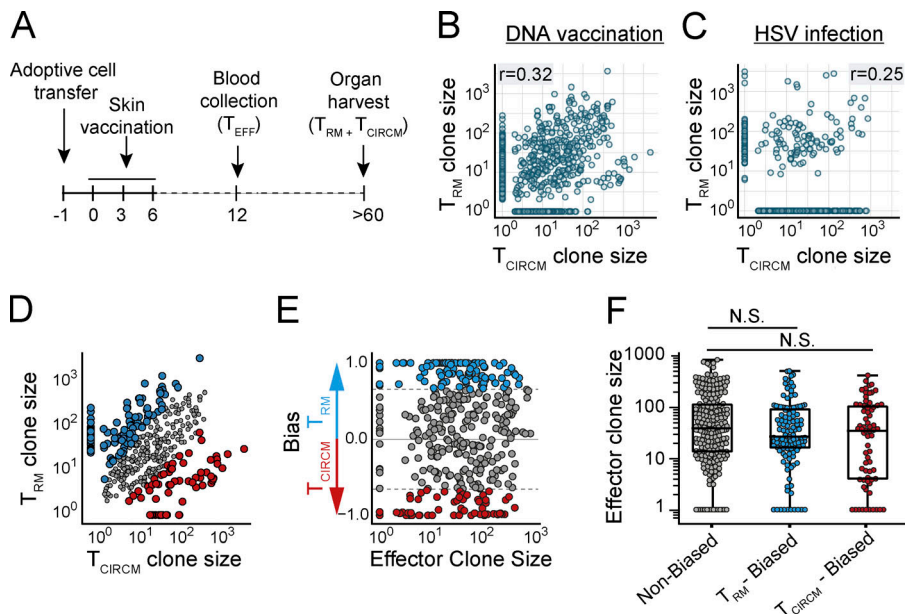 A
Adoptive cell
transfer
Skin
vaccination
Blood
collection
(TEFF)
Organ
harvest
(TRM + TCIRCM)
-1 0 3 6 12 >60
B
DNA vaccination
r=0.32
TRM clone size
10³
10²
10¹
10⁰
10⁰ 10¹ 10² 10³
TCIRCM clone size
C
HSV infection
r=0.25
TRM clone size
10³
10²
10¹
10⁰
10⁰ 10¹ 10² 10³
TCIRCM clone size
D
TRM clone size
10³
10²
10¹
10⁰
10⁰ 10¹ 10² 10³
TCIRCM clone size
E
Bias
TRM
TCIRCM
1.0
0.0
−1.0
10⁰ 10¹ 10² 10³
Effector Clone Size
F
N.S.
N.S.
Effector clone size
1000
100
10
1
Non-Biased
TRM- Biased
TCIRCM - Biased